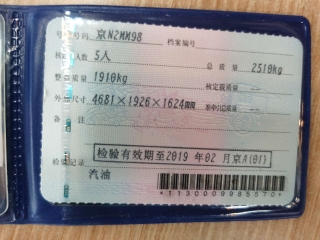 号牌号码 京N2MM98 档案编号
核定载人数 5人 总质量 2510kg
整备质量 1910kg 核定载质量 --
外廓尺寸 4681×1926×1624mm 准牵引总质量 --
备注
检验有效期至2019年02月京A(01)
检验记录
汽油